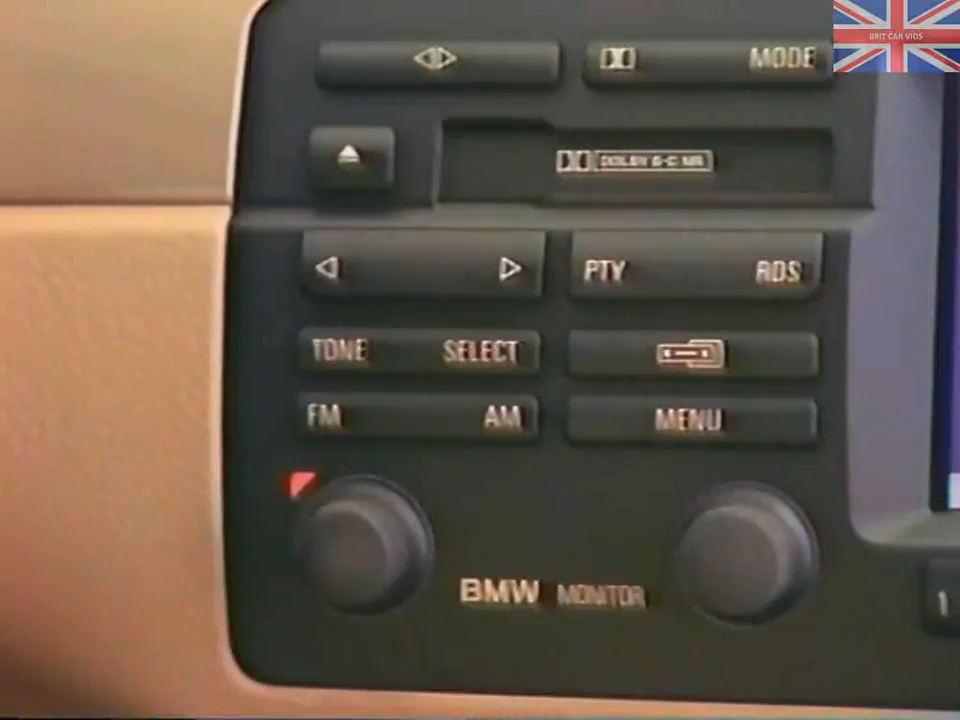 BRIT CAR VIDS
MODE
DOLBY B-C NR
PTY RDS
TONE SELECT
FM AM
MENU
BMW MONITOR
1